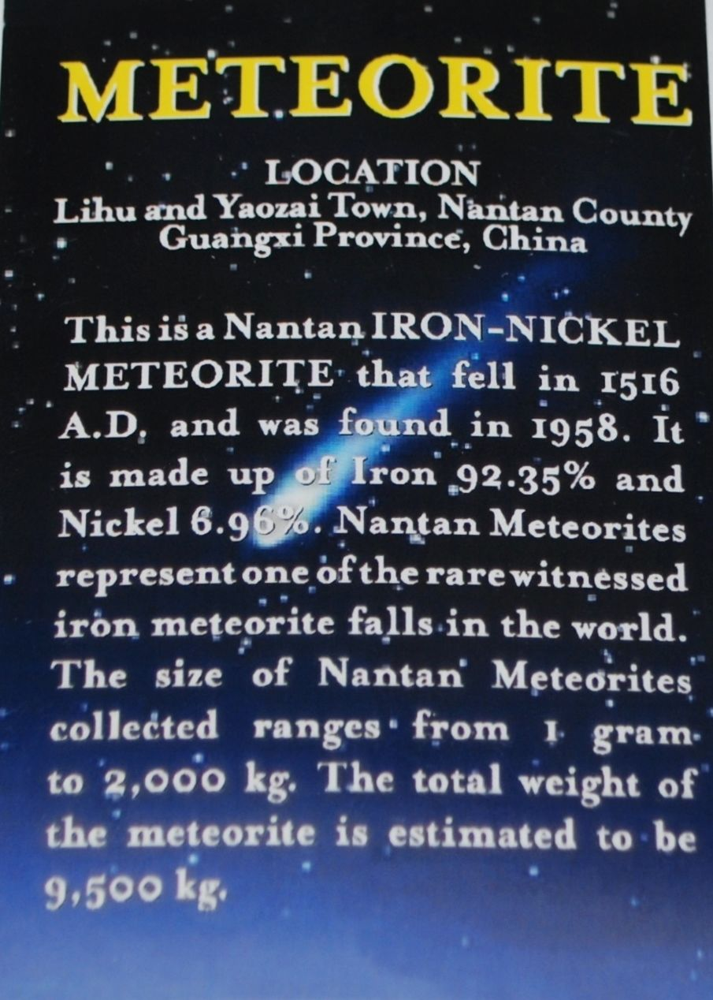 METEORITE
LOCATION
Lihu and Yaozai Town, Nantan County
Guangxi Province, China
This is a Nantan IRON-NICKEL
METEORITE that fell in 1516
A.D. and was found in 1958. It
is made up of Iron 92.35% and
Nickel 6.96%. Nantan Meteorites
represent one of the rare witnessed
iron meteorite falls in the world.
The size of Nantan Meteorites
collected ranges from 1 gram
to 2,000 kg. The total weight of
the meteorite is estimated to be
9,500 kg.